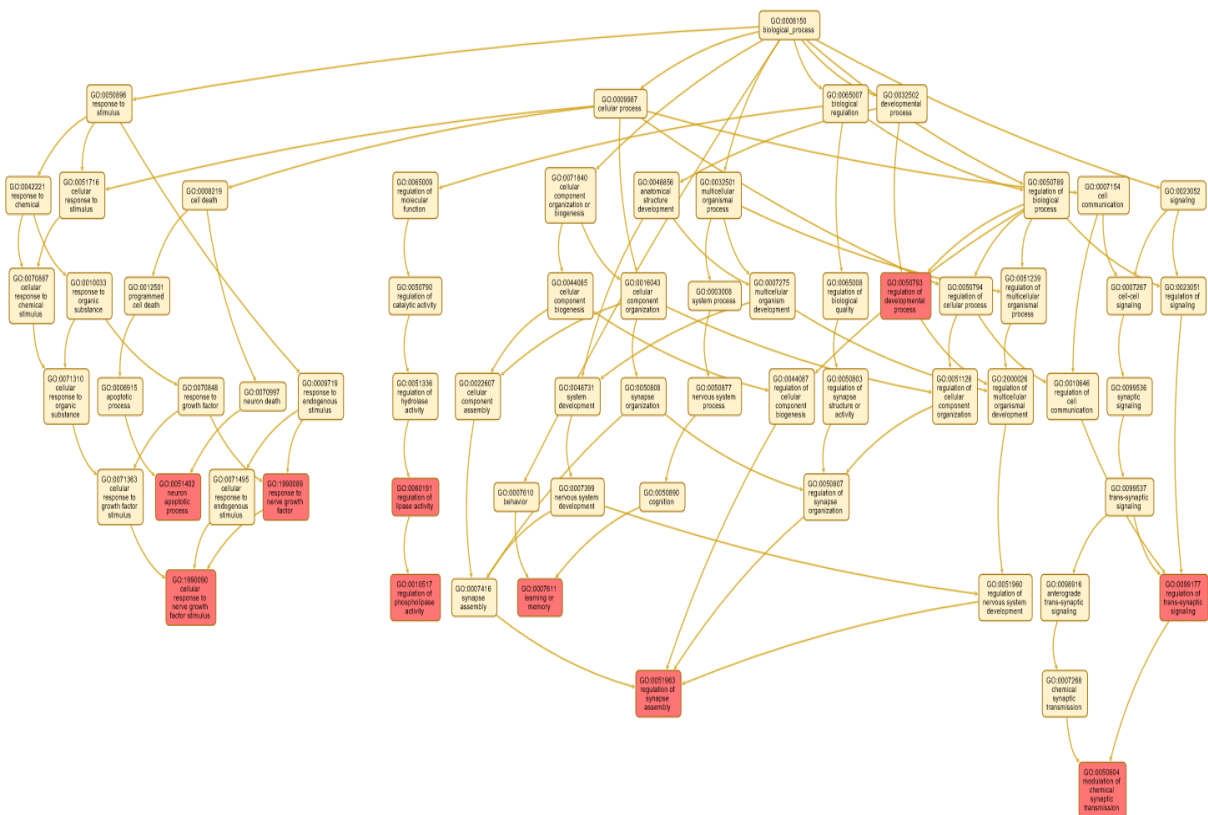 GO:0008150
biological_process
GO:0050896
response to
stimulus
GO:0009987
cellular process
GO:0065007
biological
regulation
GO:0032502
developmental
process
GO:0042221
response to
chemical
GO:0051716
cellular
response to
stimulus
GO:0008219
cell death
GO:0065009
regulation of
molecular
function
GO:0071840
cellular
component
organization or
biogenesis
GO:0048856
anatomical
structure
development
GO:0032501
multicellular
organismal
process
GO:0050789
regulation of
biological
process
GO:0007154
cell
communication
GO:0023052
signaling
GO:0070887
cellular
response to
chemical
stimulus
GO:0010033
response to
organic
substance
GO:0012501
programmed
cell death
GO:0050790
regulation of
catalytic activity
GO:0044085
cellular
component
biogenesis
GO:0016043
cellular
component
organization
GO:0003008
system process
GO:0007275
multicellular
organism
development
GO:0065008
regulation of
biological
quality
GO:0050793
regulation of
developmental
process
GO:0050794
regulation of
cellular process
GO:0051239
regulation of
multicellular
organismal
process
GO:0007267
cell-cell
signaling
GO:0023051
regulation of
signaling
GO:0071310
cellular
response to
organic
substance
GO:0006915
apoptotic
process
GO:0070848
response to
growth factor
GO:0070997
neuron death
GO:0009719
response to
endogenous
stimulus
GO:0051336
regulation of
hydrolase
activity
GO:0022607
cellular
component
assembly
GO:0048731
system
development
GO:0050808
synapse
organization
GO:0050877
nervous system
process
GO:0044087
regulation of
cellular
component
biogenesis
GO:0050803
regulation of
synapse
structure or
activity
GO:0051128
regulation of
cellular
component
organization
GO:2000026
regulation of
multicellular
organismal
development
GO:0010646
regulation of
cell
communication
GO:0099536
synaptic
signaling
GO:0071363
cellular
response to
growth factor
stimulus
GO:0051402
neuron
apoptotic
process
GO:0071495
cellular
response to
endogenous
stimulus
GO:1990089
response to
nerve growth
factor
GO:0060191
regulation of
lipase activity
GO:0007610
behavior
GO:0007399
nervous system
development
GO:0050890
cognition
GO:0050807
regulation of
synapse
organization
GO:0099537
trans-synaptic
signaling
GO:1990090
cellular
response to
nerve growth
factor stimulus
GO:0010517
regulation of
phospholipase
activity
GO:0007416
synapse
assembly
GO:0007611
learning or
memory
GO:0051960
regulation of
nervous system
development
GO:0098916
anterograde
trans-synaptic
signaling
GO:0099177
regulation of
trans-synaptic
signaling
GO:0051963
regulation of
synapse
assembly
GO:0007268
chemical
synaptic
transmission
GO:0050804
modulation of
chemical
synaptic
transmission